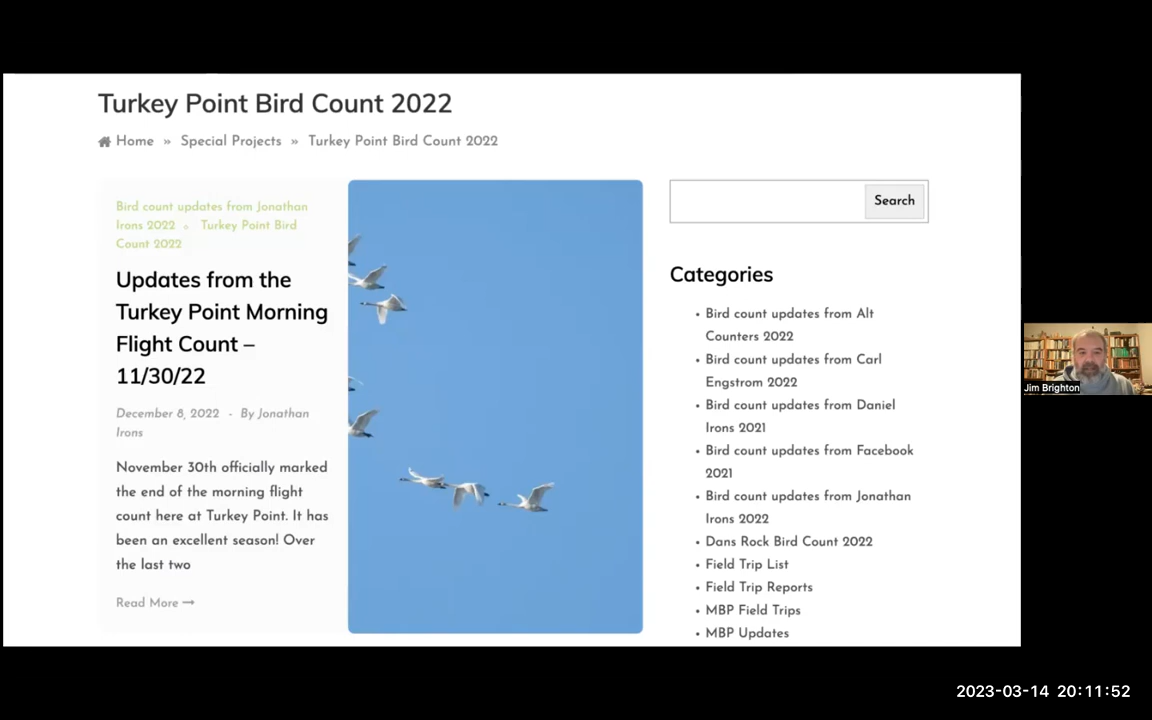 Turkey Point Bird Count 2022
Home » Special Projects » Turkey Point Bird Count 2022
Bird count updates from Jonathan
Irons 2022 Turkey Point Bird
Count 2022
Updates from the
Turkey Point Morning
Flight Count –
11/30/22
December 8, 2022 - By Jonathan
Irons
November 30th officially marked
the end of the morning flight
count here at Turkey Point. It has
been an excellent season! Over
the last two
Read More
Search
Categories
• Bird count updates from Alt
Counters 2022
• Bird count updates from Carl
Engstrom 2022
• Bird count updates from Daniel
Irons 2021
• Bird count updates from Facebook
2021
• Bird count updates from Jonathan
Irons 2022
• Dans Rock Bird Count 2022
• Field Trip List
• Field Trip Reports
• MBP Field Trips
• MBP Updates
Jim Brighton
2023-03-14 20:11:52